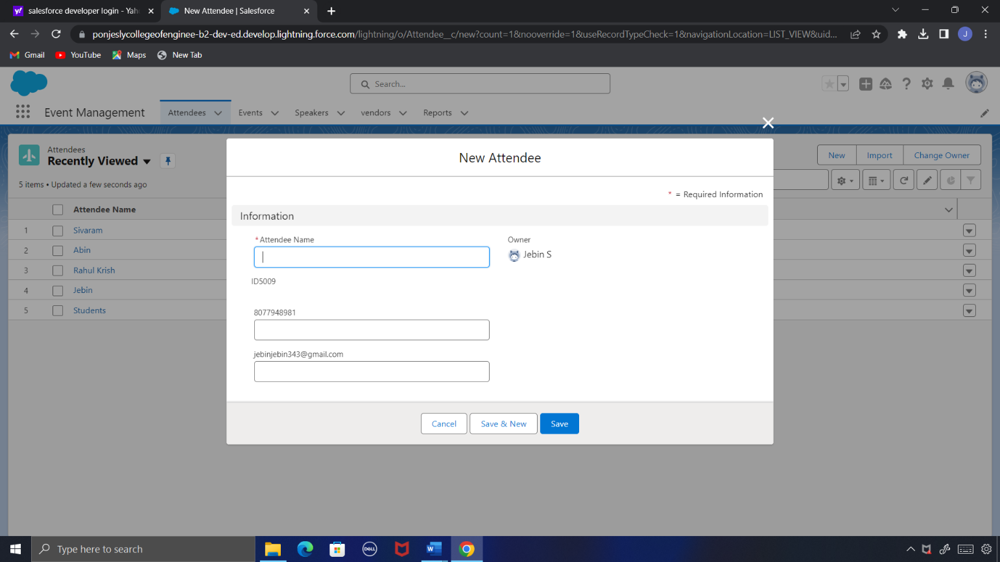 salesforce developer login - Yah
New Attendee | Salesforce
ponjeslycollegeofenginee-b2-dev-ed.develop.lightning.force.com/lightning/o/Attendee__c/new?count=1&nooverride=1&useRecordTypeCheck=1&navigationLocation=LIST_VIEW&uid...
J
Gmail
YouTube
Maps
New Tab
Search...
Event Management
Attendees
Events
Speakers
vendors
Reports
Attendees
Recently Viewed
New
Import
Change Owner
5 items • Updated a few seconds ago
Attendee Name
1 Sivaram
2 Abin
3 Rahul Krish
4 Jebin
5 Students
New Attendee
* = Required Information
Information
*Attendee Name
Owner
Jebin S
ID5009
8077948981
jebinjebin343@gmail.com
Cancel
Save & New
Save
Type here to search
DELL
W